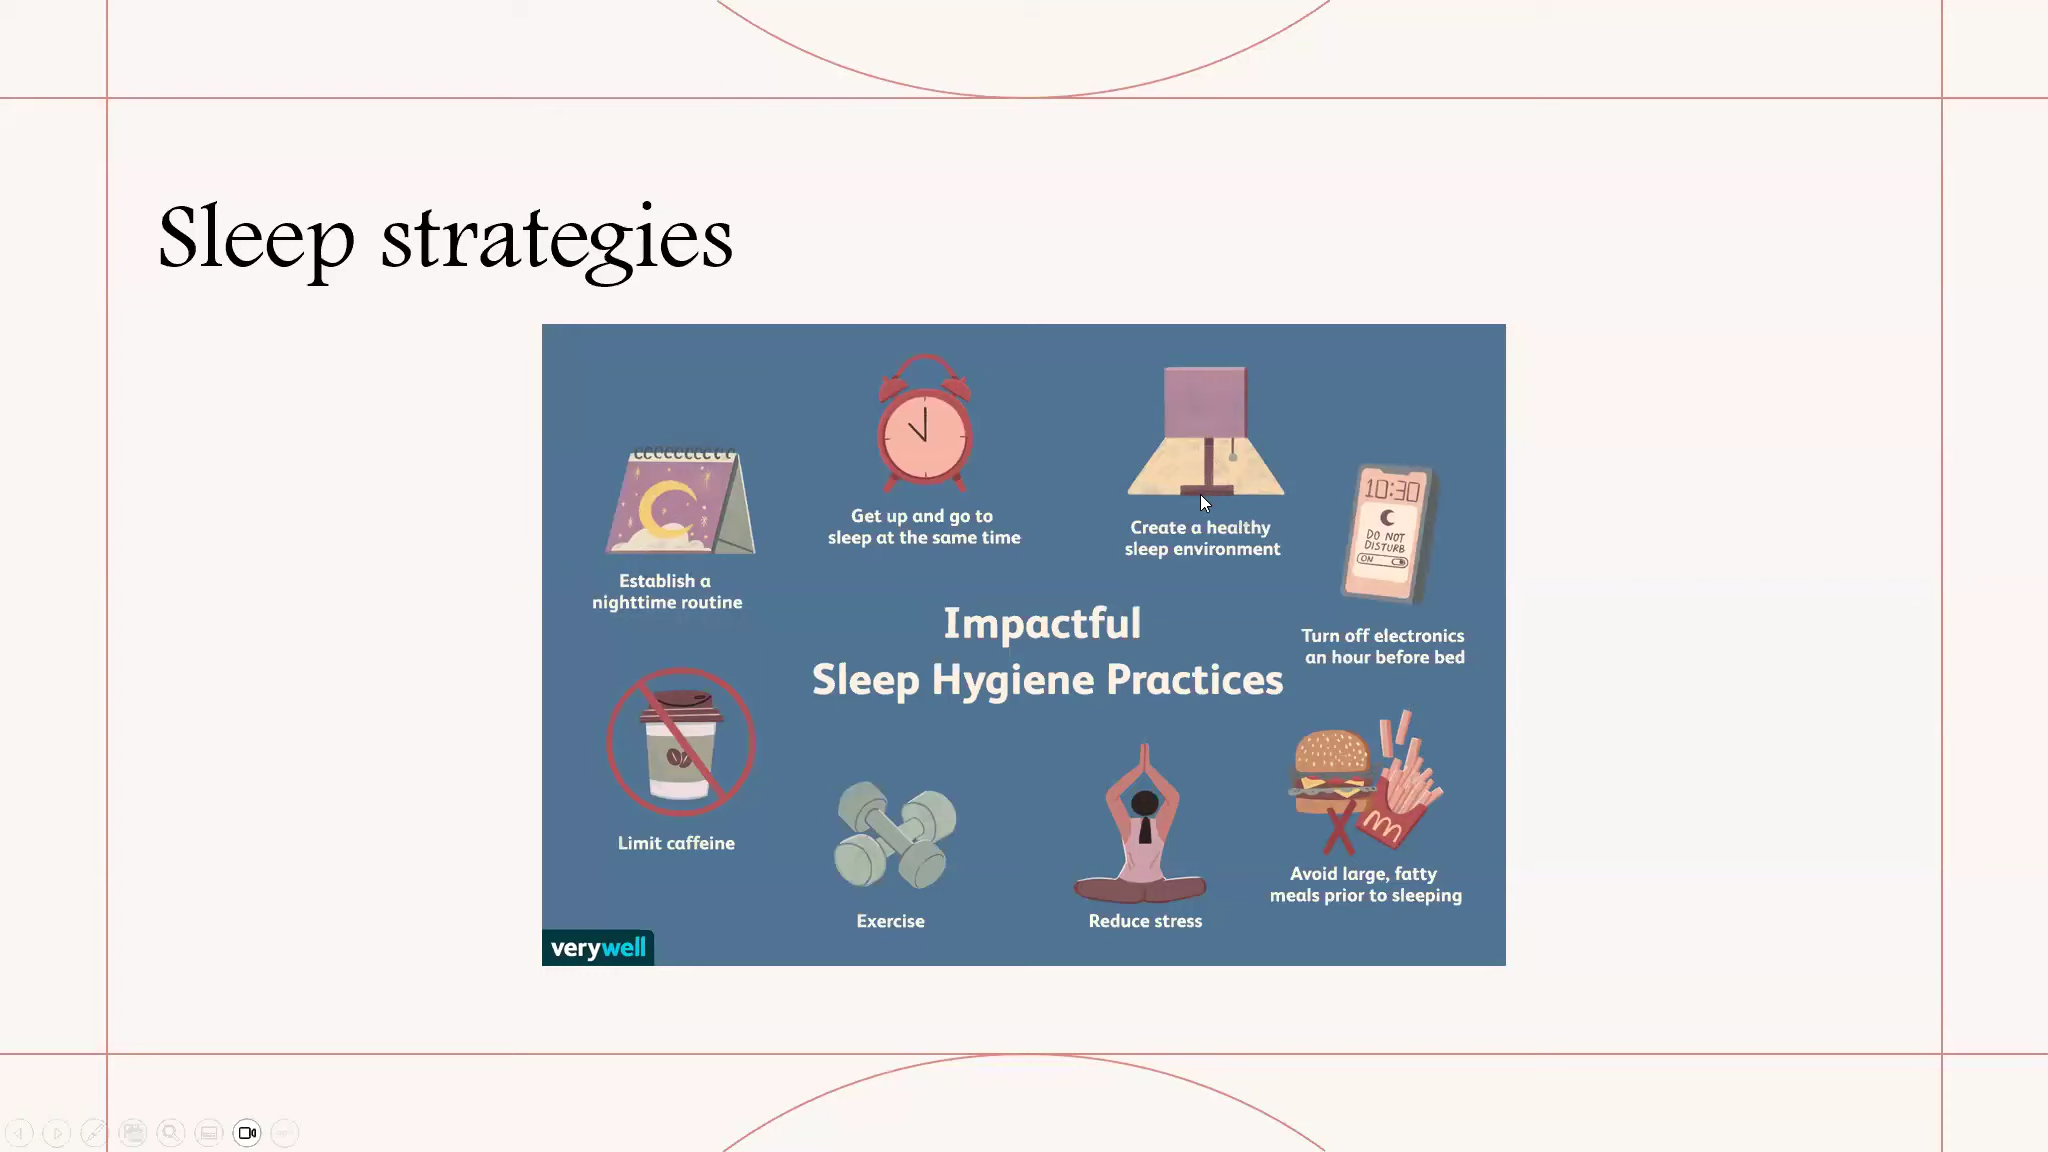 Sleep strategies
Get up and go to
sleep at the same time
Create a healthy
sleep environment
10:30
DO NOT
DISTURB
ON
Establish a
nighttime routine
Impactful
Sleep Hygiene Practices
Turn off electronics
an hour before bed
Limit caffeine
Exercise
Reduce stress
Avoid large, fatty
meals prior to sleeping
verywell